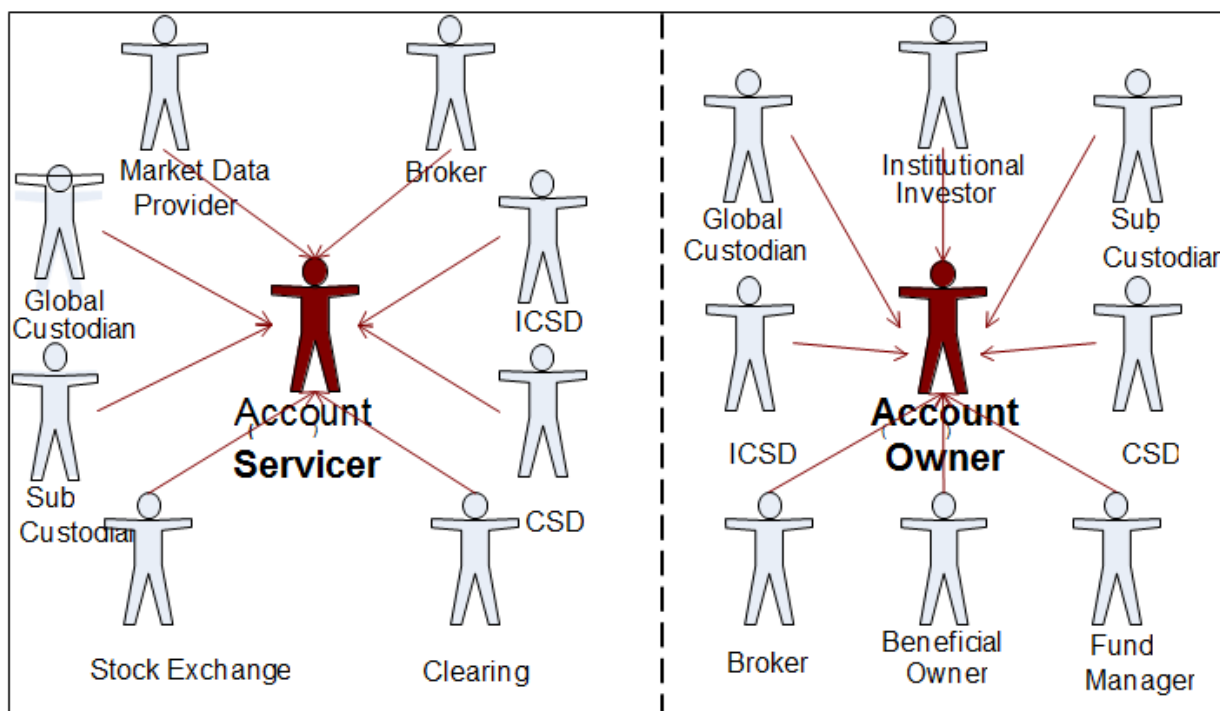 Market Data
Provider
Broker
Global
Custodian
ICSD
Account
( )
Servicer
Sub
Custodian
CSD
Stock Exchange
Clearing
Institutional
Investor
Global
Custodian
Sub
Custodian
ICSD
Account
( )
Owner
CSD
Broker
Beneficial
Owner
Fund
Manager